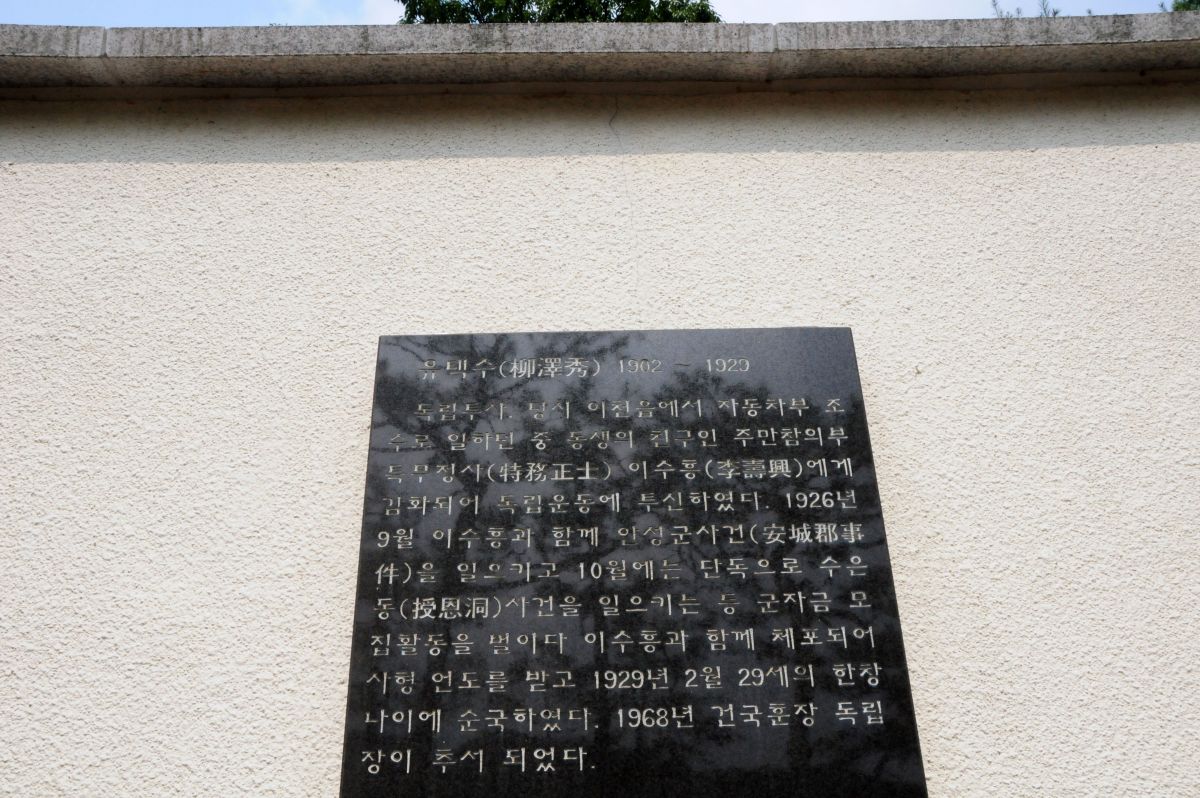 유택수(柳澤秀) 1902 ~ 1929
독립투사. 당시 이천읍에서 자동차부 조
수로 일하던 중 동생의 친구인 주만참의부
특무정사(特務正士) 이수흥(李壽興)에게
감화되어 독립운동에 투신하였다. 1926년
9월 이수흥과 함께 안성군사건(安城郡事
件)을 일으키고 10월에는 단독으로 수은
동(授恩洞)사건을 일으키는 등 군자금 모
집활동을 벌이다 이수흥과 함께 체포되어
사형 언도를 받고 1929년 2월 29세의 한창
나이에 순국하였다. 1968년 건국훈장 독립
장이 추서 되었다.